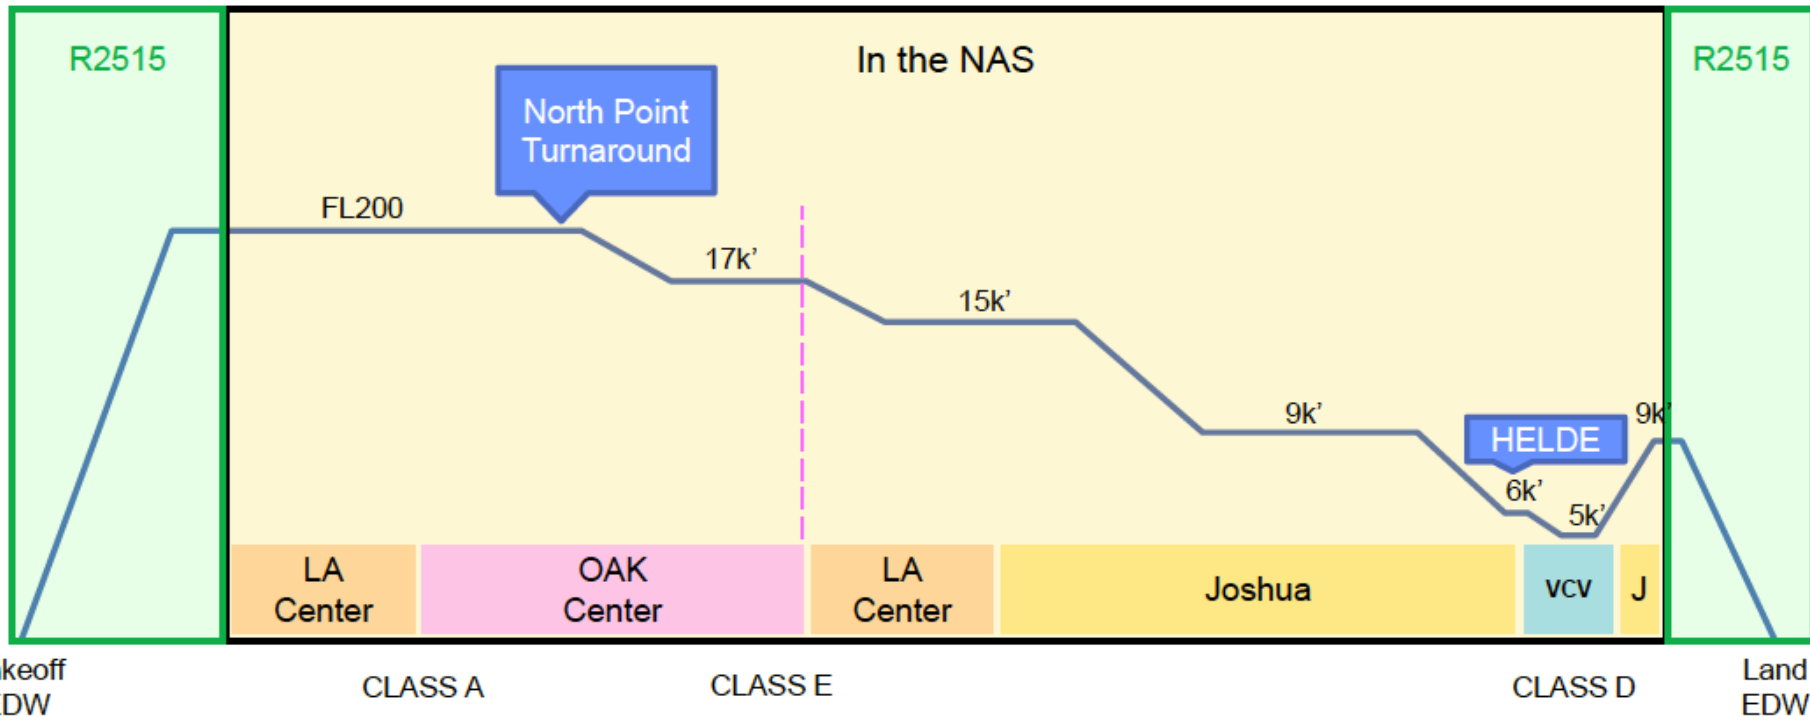 R2515
In the NAS
R2515
North Point
Turnaround
FL200
17k’
15k’
9k’
9k’
HELDE
6k’
5k’
LA
Center
OAK
Center
LA
Center
Joshua
VCV
J
keoff
EDW
CLASS A
CLASS E
CLASS D
Land
EDW